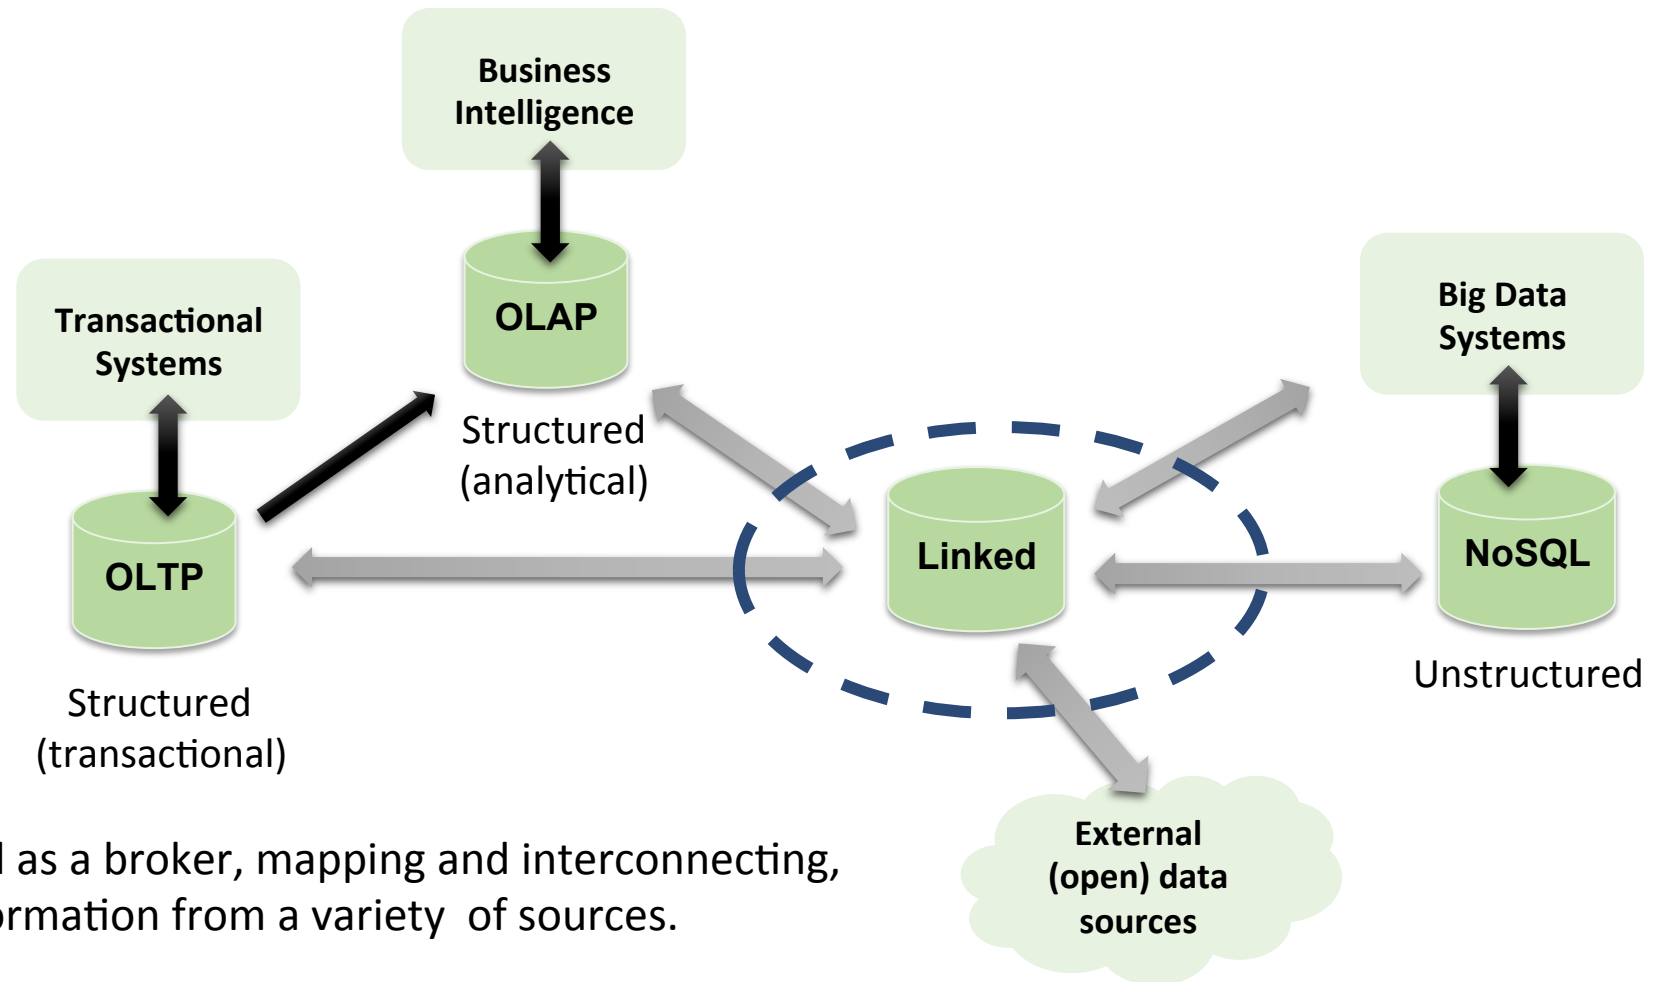 Business
Intelligence
OLAP
Structured
(analytical)
Transactional
Systems
OLTP
Structured
(transactional)
Linked
Big Data
Systems
NoSQL
Unstructured
External
(open) data
sources
as a broker, mapping and interconnecting,
from a variety of sources.